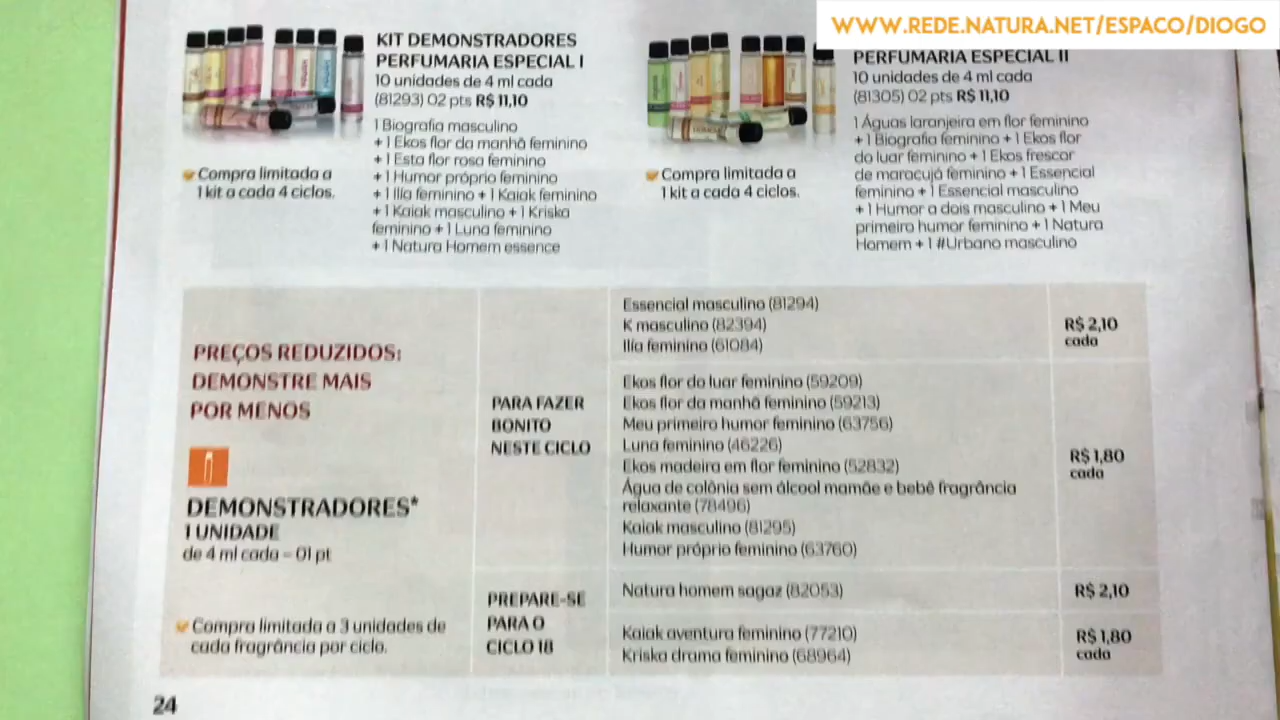 WWW.REDE.NATURA.NET/ESPACO/DIOGO
KIT DEMONSTRADORES
PERFUMARIA ESPECIAL I
10 unidades de 4 ml cada
(81293) 02 pts R$ 11,10
1 Biografia masculino
+ 1 Ekos flor da manhã feminino
+ 1 Esta flor rosa feminino
+ 1 Humor próprio feminino
+ 1 Ilía feminino + 1 Kaiak feminino
+ 1 Kaiak masculino + 1 Kriska
feminino + 1 Luna feminino
+ 1 Natura Homem essence
Compra limitada a
1 kit a cada 4 ciclos.
PERFUMARIA ESPECIAL II
10 unidades de 4 ml cada
(81305) 02 pts R$ 11,10
1 Águas laranjeira em flor feminino
+ 1 Biografia feminino + 1 Ekos flor
do luar feminino + 1 Ekos frescor
de maracujá feminino + 1 Essencial
feminino + 1 Essencial masculino
+ 1 Humor a dois masculino + 1 Meu
primeiro humor feminino + 1 Natura
Homem + 1 #Urbano masculino
Compra limitada a
1 kit a cada 4 ciclos.
PREÇOS REDUZIDOS:
DEMONSTRE MAIS
POR MENOS
DEMONSTRADORES*
1 UNIDADE
de 4 ml cada – 01 pt
Compra limitada a 3 unidades de
cada fragrância por ciclo.
PARA FAZER
BONITO
NESTE CICLO
Essencial masculino (81294)
K masculino (82394)
Ilía feminino (61084)
R$ 2,10
cada
Ekos flor do luar feminino (59209)
Ekos flor da manhã feminino (59213)
Meu primeiro humor feminino (63756)
Luna feminino (46226)
Ekos madeira em flor feminino (52832)
Água de colônia sem álcool mamãe e bebê fragrância
relaxante (78496)
Kaiak masculino (81295)
Humor próprio feminino (63760)
R$ 1,80
cada
PREPARE-SE
PARA O
CICLO 18
Natura homem sagaz (82053)
R$ 2,10
Kaiak aventura feminino (77210)
Kriska drama feminino (68964)
R$ 1,80
cada
24